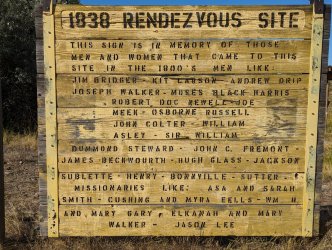 1838 RENDEZVOUS SITE
THIS SIGN IS IN MEMORY OF THOSE
MEN AND WOMEN THAT CAME TO THIS
SITE IN THE 1800'S MEN LIKE:
JIM BRIDGER - KIT CARSON - ANDREW DRIP
JOSEPH WALKER - MOSES BLACK HARRIS
ROBERT DOC NEWELL - JOE
MEEK - OSBORNE RUSSELL
JOHN COLTER - WILLIAM
ASLEY - SIR WILLIAM
DUMMOND STEWARD - JOHN C. FREMONT
JAMES - BECKWOURTH - HUGH GLASS - JACKSON
SUBLETTE - HENRY - BONNVILLE - SUTTER -
MISSIONARIES LIKE: ASA AND SARAH
SMITH - CUSHING AND MYRA EELLS - WM. H.
AND, MARY GARY, ELKANAH AND MARY
WALKER - JASON LEE